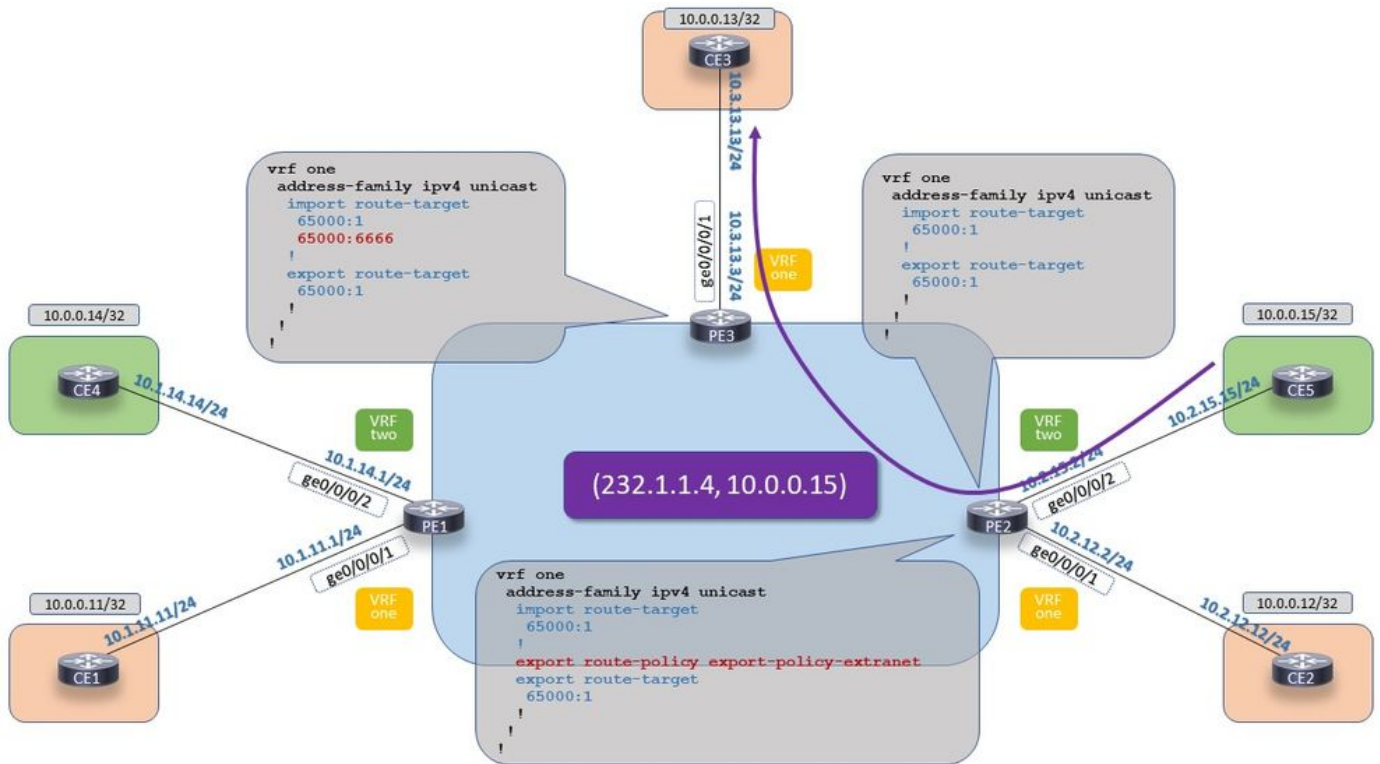 10.0.0.13/32
CE3
10.3.13.13/24
vrf one
address-family ipv4 unicast
import route-target
65000:1
65000:6666
!
export route-target
65000:1
!
!
!
vrf one
address-family ipv4 unicast
import route-target
65000:1
!
export route-target
65000:1
!
!
!
ge0/0/0/1
10.3.13.3/24
VRF
one
PE3
10.0.0.14/32
CE4
10.1.14.14/24
VRF
two
10.1.14.1/24
ge0/0/0/2
10.0.0.15/32
CE5
10.2.15.15/24
VRF
two
10.2.15.2/24
ge0/0/0/2
(232.1.1.4, 10.0.0.15)
PE1
10.1.11.1/24
ge0/0/0/1
VRF
one
10.0.0.11/32
10.1.11.11/24
CE1
PE2
10.2.12.2/24
ge0/0/0/1
VRF
one
10.0.0.12/32
10.2.12.12/24
CE2
vrf one
address-family ipv4 unicast
import route-target
65000:1
!
export route-policy export-policy-extranet
export route-target
65000:1
!
!
!